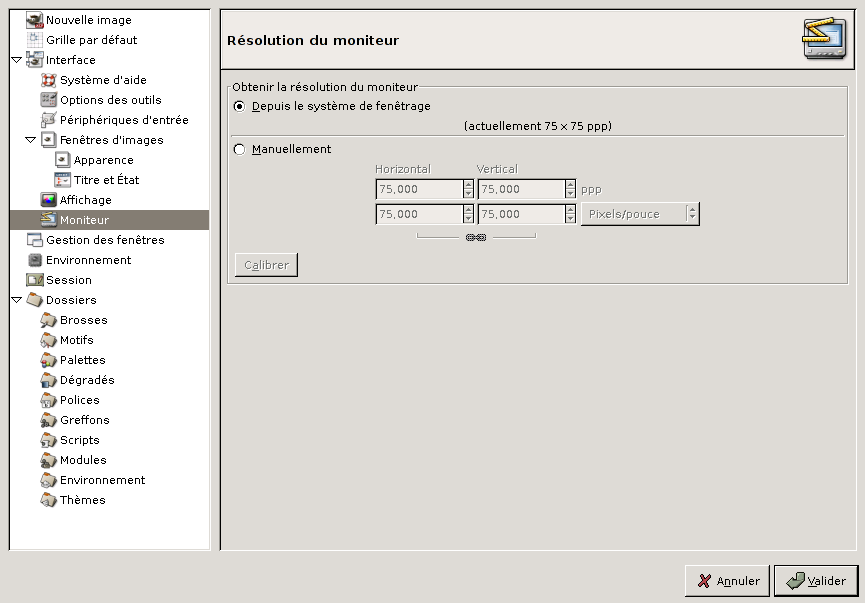 Nouvelle image
Grille par défaut
Interface
Système d'aide
Options des outils
Périphériques d'entrée
Fenêtres d'images
Apparence
Titre et État
Affichage
Moniteur
Gestion des fenêtres
Environnement
Session
Dossiers
Brosses
Motifs
Palettes
Dégradés
Polices
Greffons
Scripts
Modules
Environnement
Thèmes
Résolution du moniteur
Obtenir la résolution du moniteur
Depuis le système de fenêtrage
(actuellement 75 × 75 ppp)
Manuellement
Horizontal Vertical
75,000 75,000 ppp
75,000 75,000 Pixels/pouce
Calibrer
Annuler Valider